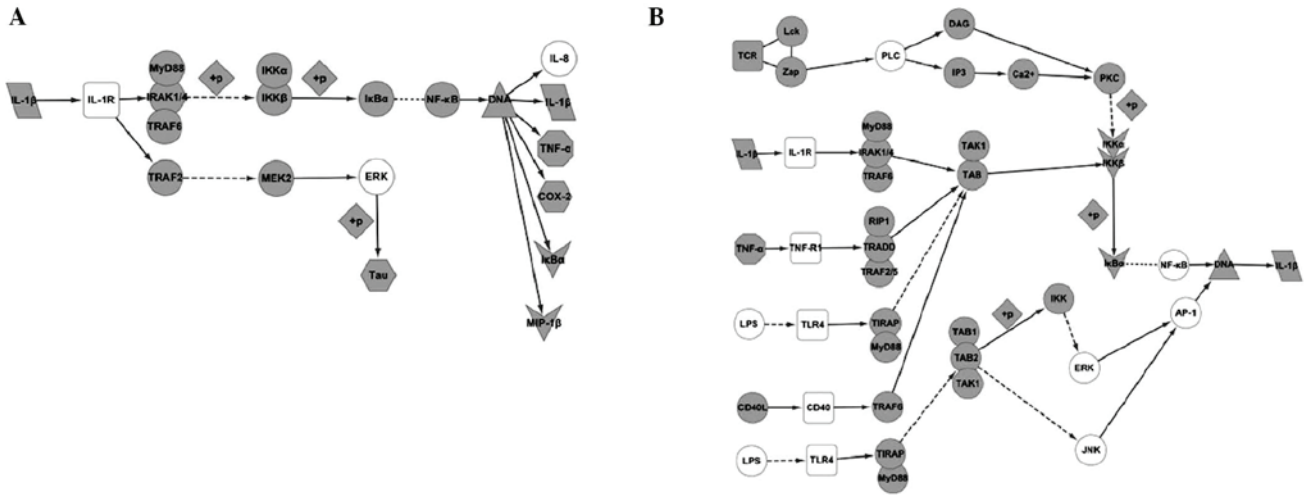 A
IL-8
MyD88
+p
IKKα
+p
IL-1β
IL-1R
IRAK1/4
IKKβ
IκBα
NF-κB
DNA
IL-1β
TRAF6
TNF-α
TRAF2
MEK2
ERK
COX-2
+p
Tau
IκBα
MIP-1β
B
Lck
DAG
TCR
PLC
Zap
IP3
Ca2+
PKC
+p
MyD88
TAK1
IKKα
IL-1β
IL-1R
IRAK1/4
IKKβ
TRAF6
TAB
+p
RIP1
TNF-α
TNF-R1
TRADD
TRAF2/5
IκBα
NF-κB
DNA
IL-1β
IKK
LPS
TLR4
TIRAP
+p
AP-1
MyD88
TAB1
TAB2
ERK
TAK1
CD40L
CD40
TRAF6
JNK
LPS
TLR4
TIRAP
MyD88